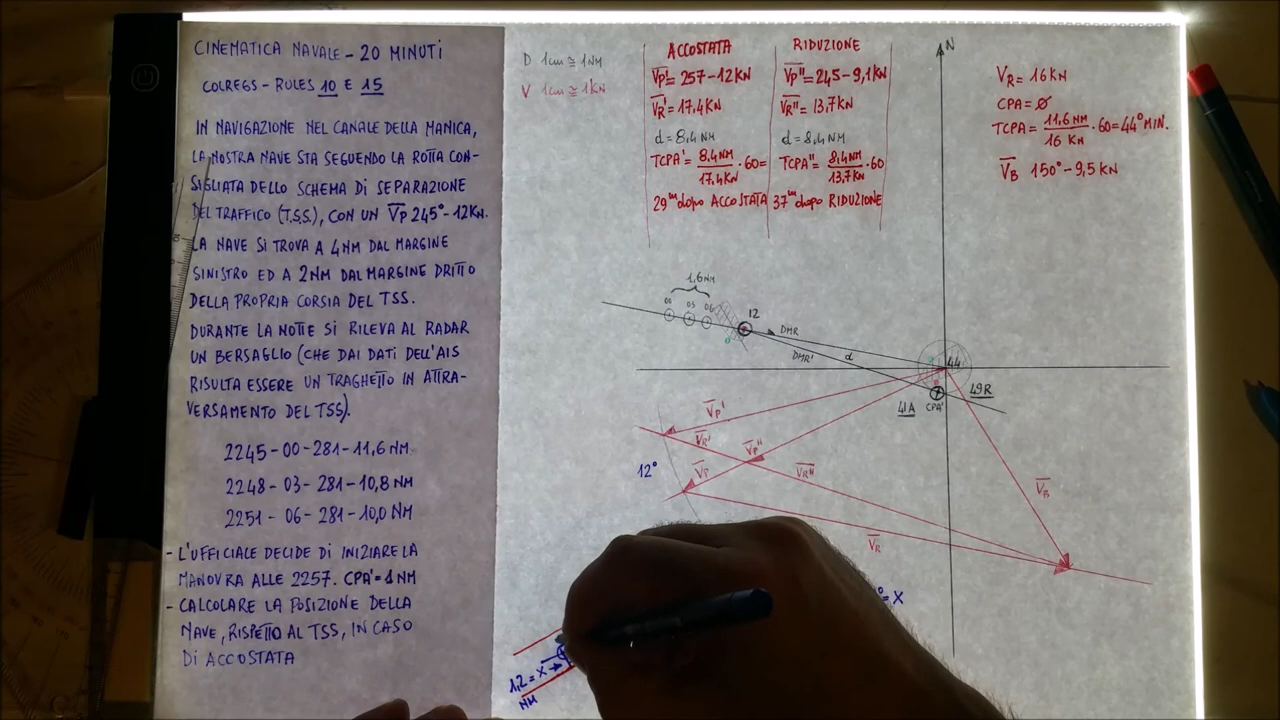 CINEMATICA NAVALE - 20 MINUTI
COLREGS - RULES 10 E 15
IN NAVIGAZIONE NEL CANALE DELLA MANICA,
LA NOSTRA NAVE STA SEGUENDO LA ROTTA CON-
SIGLIATA DELLO SCHEMA DI SEPARAZIONE
DEL TRAFFICO (T.S.S.), CON UN VP 245° - 12KN.
LA NAVE SI TROVA A 4NM DAL MARGINE
SINISTRO ED A 2NM DAL MARGINE DRITTO
DELLA PROPRIA CORSIA DEL TSS.
DURANTE LA NOTTE SI RILEVA AL RADAR
UN BERSAGLIO (CHE DAI DATI DELL'AIS
RISULTA ESSERE UN TRAGHETTO IN ATTRA-
VERSAMENTO DEL TSS).
2245-00-281-11,6 NM
2248-03-281-10,8 NM
2251-06-281-10,0 NM
- L'UFFICIALE DECIDE DI INIZIARE LA
MANOVRA ALLE 2257. CPA'=1 NM
- CALCOLARE LA POSIZIONE DELLA
NAVE, RISPETTO AL TSS, IN CASO
DI ACCOSTATA
D 1cm ≅ 1NM
V 1cm ≅ 1KN
ACCOSTATA
VP' = 257-12KN
VR' = 17,4KN
d = 8,4 NM
TCPA' = 8,4NM / 17,4KN · 60 =
29m dopo ACCOSTATA
RIDUZIONE
VP'' = 245-9,1KN
VR'' = 13,7KN
d = 8,4NM
TCPA'' = 8,4NM / 13,7KN · 60
37m dopo RIDUZIONE
N
VR = 16KN
CPA = Ø
TCPA = 11,6 NM / 16 KN · 60 = 44° MIN.
VB 150° - 9,5 KN
1,6NM
00 03 06 12
DMR
DMR' d
44
41A CPA' 49R
VP'
VR'
VP''
VP
VR''
12°
VB
VR
° = X
1,2 = X
NM